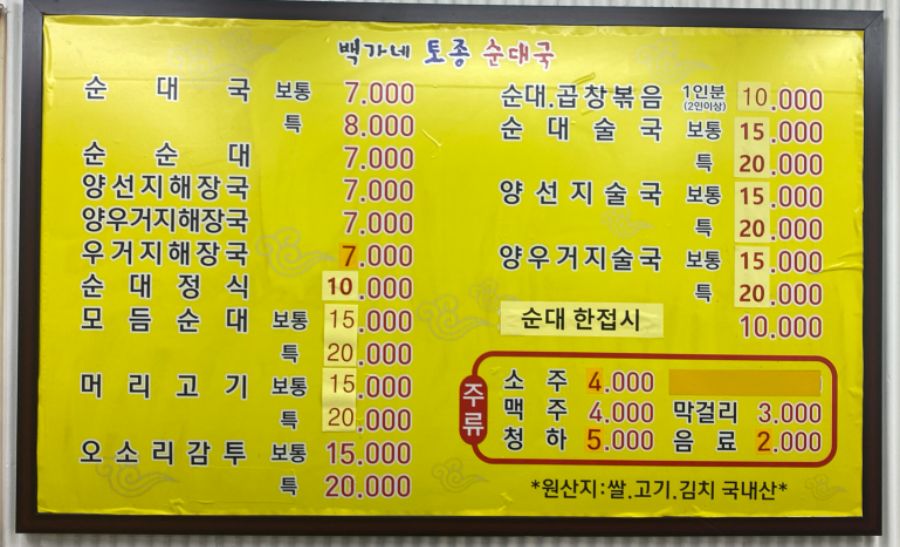 백가네 토종 순대국
순대국 보통 7.000
특 8.000
순순대 7.000
양선지해장국 7.000
양우거지해장국 7.000
우거지해장국 7.000
순대정식 10.000
모듬순대 보통 15.000
특 20.000
머리고기 보통 15.000
특 20.000
오소리감투 보통 15.000
특 20.000
순대.곱창볶음 1인분 (2인이상) 10.000
순대술국 보통 15.000
특 20.000
양선지술국 보통 15.000
특 20.000
양우거지술국 보통 15.000
특 20.000
순대 한접시 10.000
주류
소주 4.000
맥주 4.000 막걸리 3.000
청하 5.000 음료 2.000
*원산지:쌀.고기.김치 국내산*